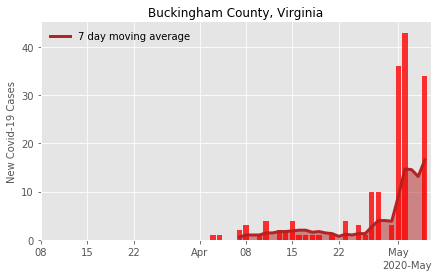 Buckingham County, Virginia
7 day moving average
New Covid-19 Cases
40
30
20
10
0
08 15 22 Apr 08 15 22 May
2020-May